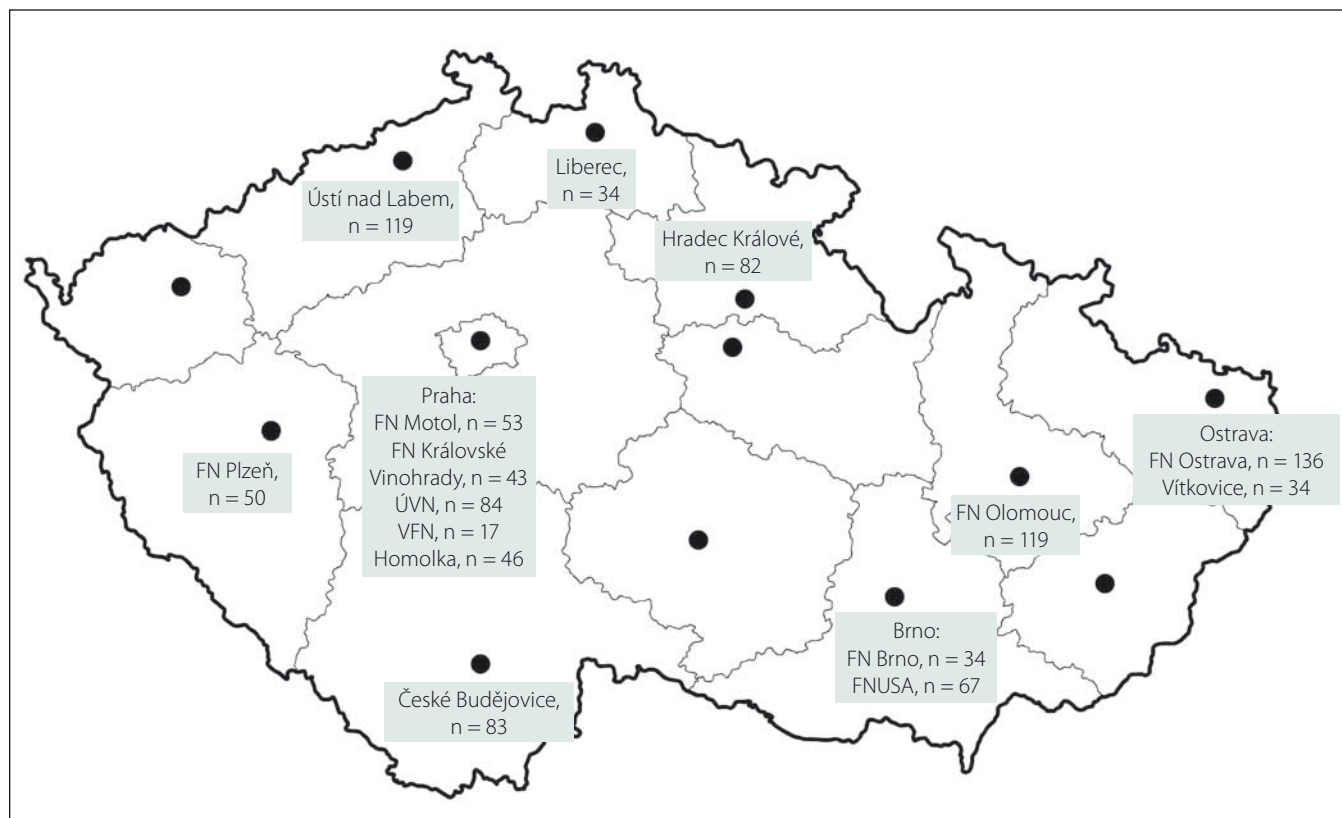 Liberec,
n = 34
Ústí nad Labem,
n = 119
Hradec Králové,
n = 82
Praha:
FN Motol, n = 53
FN Královské
Vinohrady, n = 43
ÚVN, n = 84
VFN, n = 17
Homolka, n = 46
FN Plzeň,
n = 50
Ostrava:
FN Ostrava, n = 136
Vítkovice, n = 34
FN Olomouc,
n = 119
Brno:
FN Brno, n = 34
FNUSA, n = 67
České Budějovice,
n = 83